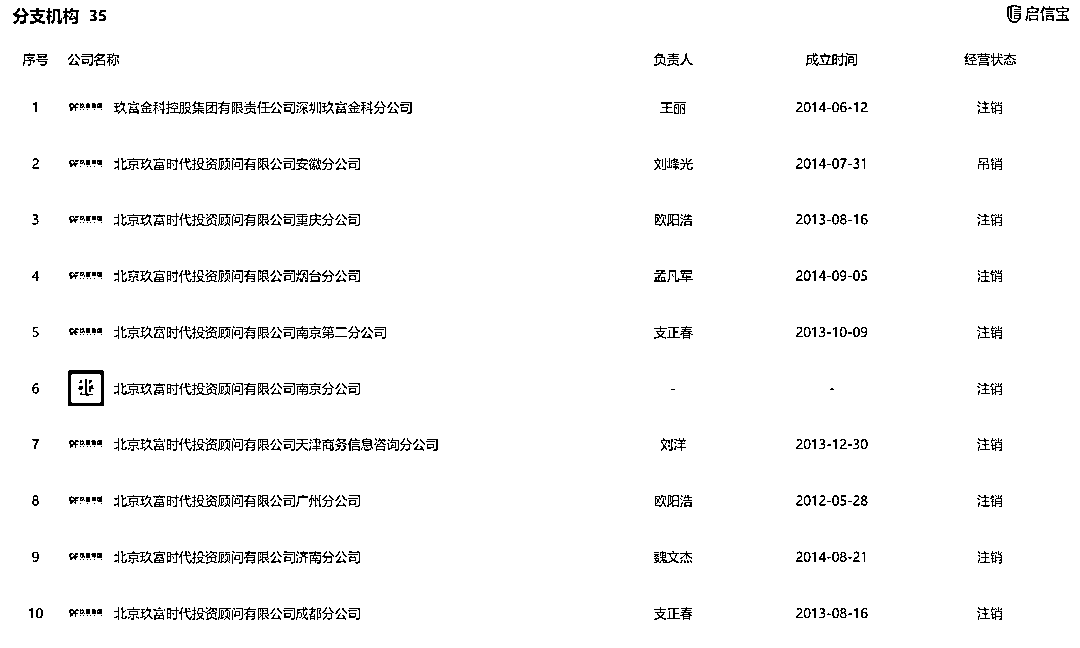 分支机构 35
启信宝
序号 公司名称 负责人 成立时间 经营状态
1 玖富金科控股集团有限责任公司深圳玖富金科分公司 王丽 2014-06-12 注销
2 北京玖富时代投资顾问有限公司安徽分公司 刘峰光 2014-07-31 吊销
3 北京玖富时代投资顾问有限公司重庆分公司 欧阳浩 2013-08-16 注销
4 北京玖富时代投资顾问有限公司烟台分公司 孟凡军 2014-09-05 注销
5 北京玖富时代投资顾问有限公司南京第二分公司 支正春 2013-10-09 注销
6 北 北京玖富时代投资顾问有限公司南京分公司 - - 注销
7 北京玖富时代投资顾问有限公司天津商务信息咨询分公司 刘洋 2013-12-30 注销
8 北京玖富时代投资顾问有限公司广州分公司 欧阳浩 2012-05-28 注销
9 北京玖富时代投资顾问有限公司济南分公司 魏文杰 2014-08-21 注销
10 北京玖富时代投资顾问有限公司成都分公司 支正春 2013-08-16 注销